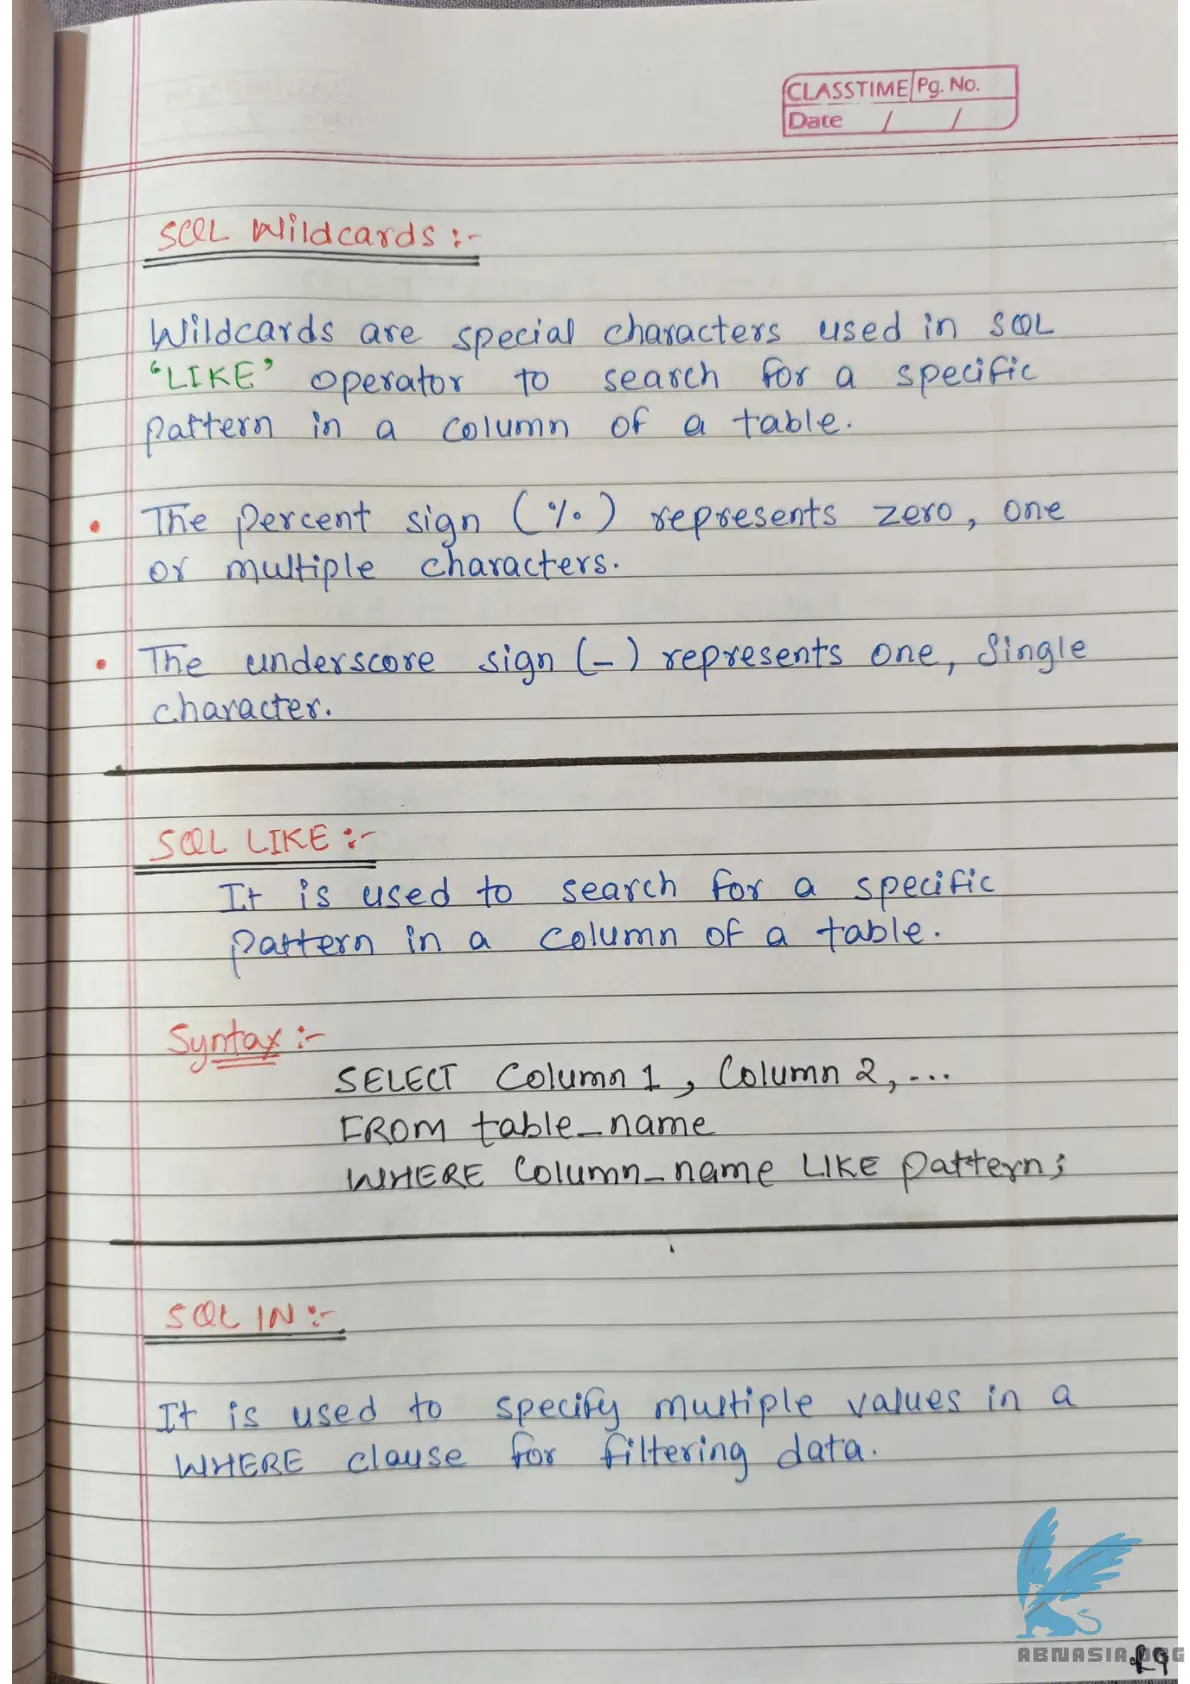 CLASSTIME Pg. No.
Date / /
SQL Wildcards :-
Wildcards are special characters used in SQL
'LIKE' operator to search for a specific
pattern in a column of a table.
• The percent sign (%) represents zero, one
or multiple characters.
• The underscore sign (_) represents one, single
character.
SQL LIKE :-
It is used to search for a specific
pattern in a column of a table.
Syntax :-
SELECT Column 1, Column 2, ...
FROM table_name
WHERE Column_name LIKE pattern;
SQL IN :-
It is used to specify multiple values in a
WHERE clause for filtering data.
ABNASIA.ORG